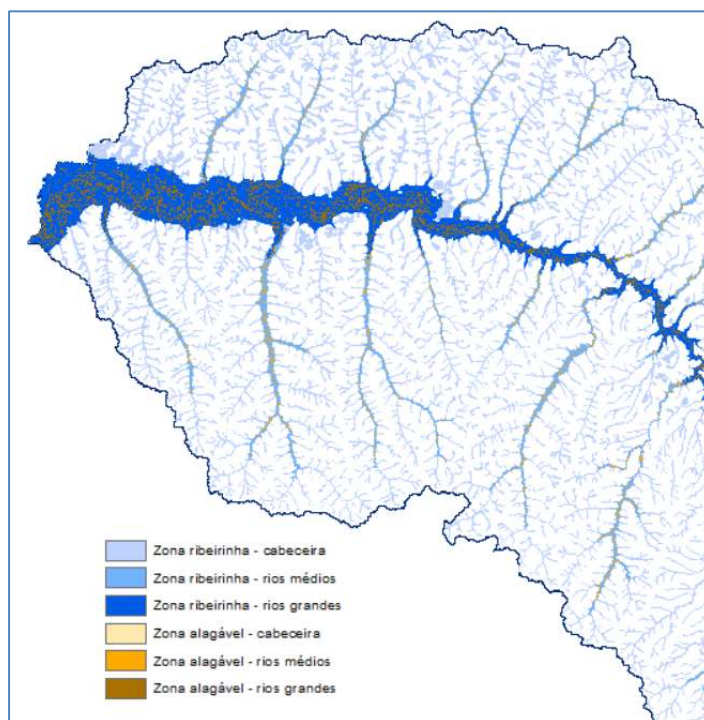 Zona ribeirinha - cabeceira
Zona ribeirinha - rios médios
Zona ribeirinha - rios grandes
Zona alagável - cabeceira
Zona alagável - rios médios
Zona alagável - rios grandes